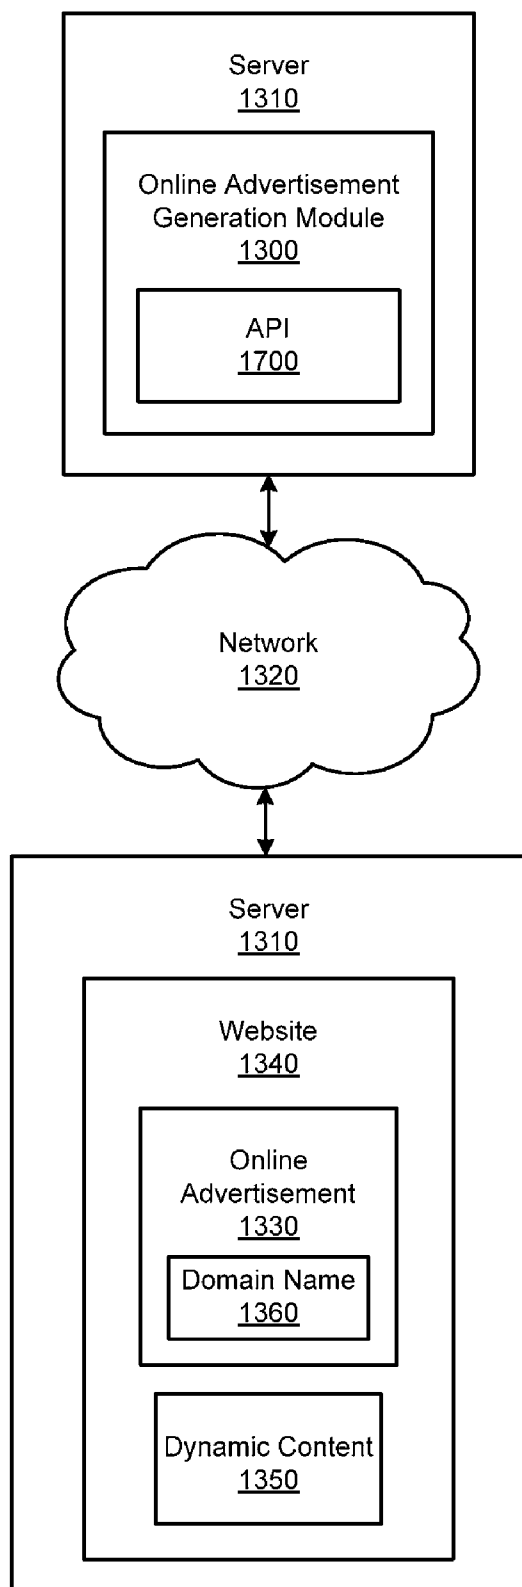 Server
1310
Online Advertisement
Generation Module
1300
API
1700
Network
1320
Server
1310
Website
1340
Online
Advertisement
1330
Domain Name
1360
Dynamic Content
1350